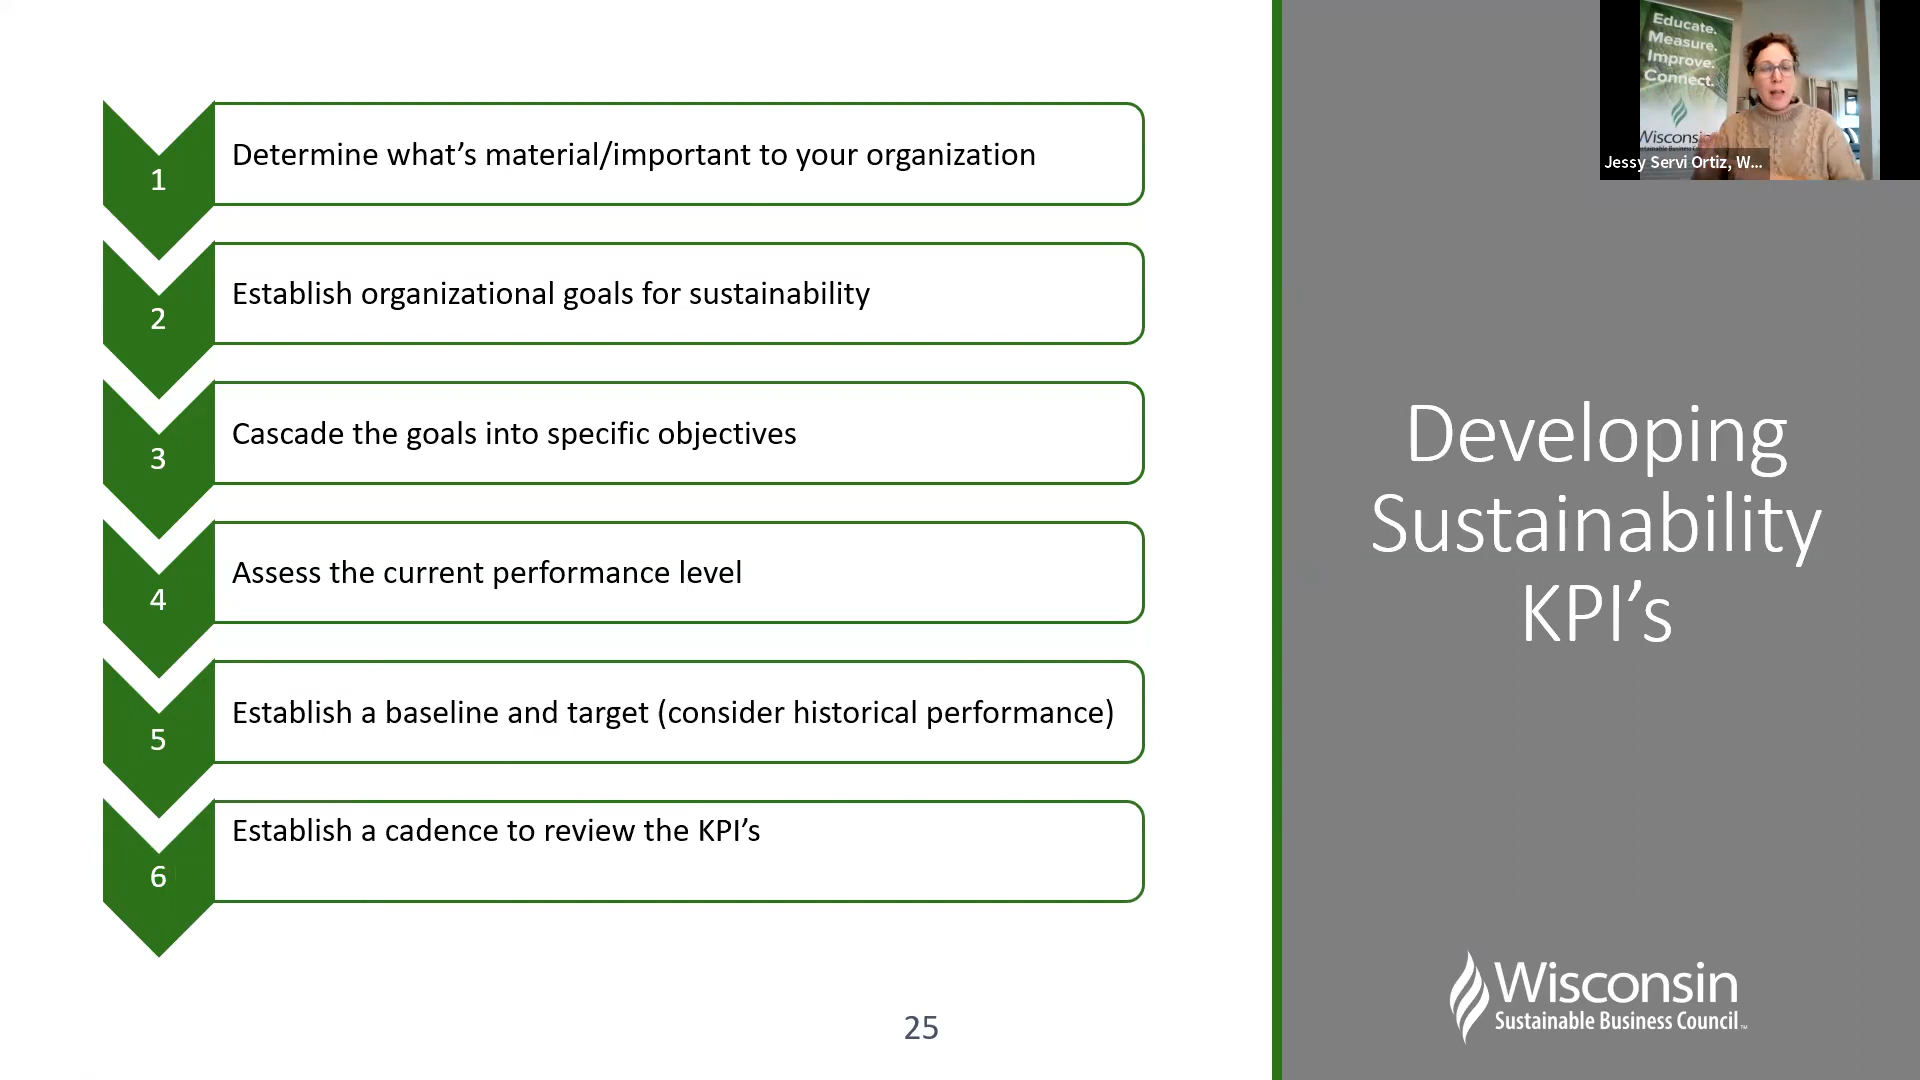 1
Determine what’s material/important to your organization
2
Establish organizational goals for sustainability
3
Cascade the goals into specific objectives
4
Assess the current performance level
5
Establish a baseline and target (consider historical performance)
6
Establish a cadence to review the KPI’s
25
Educate.
Measure.
Improve.
Connect.
Jessy Servi Ortiz, W...
Developing
Sustainability
KPI’s
Wisconsin
Sustainable Business Council™